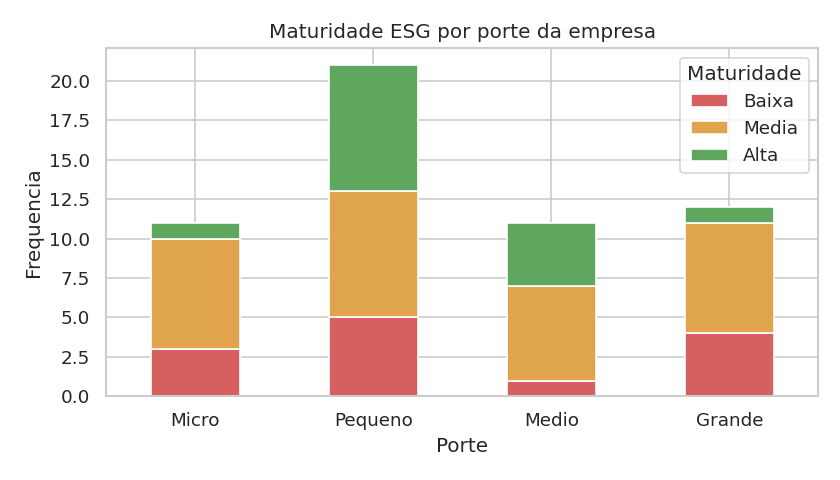 Maturidade ESG por porte da empresa
Maturidade
Baixa
Media
Alta
Frequencia
20.0
17.5
15.0
12.5
10.0
7.5
5.0
2.5
0.0
Micro
Pequeno
Medio
Grande
Porte